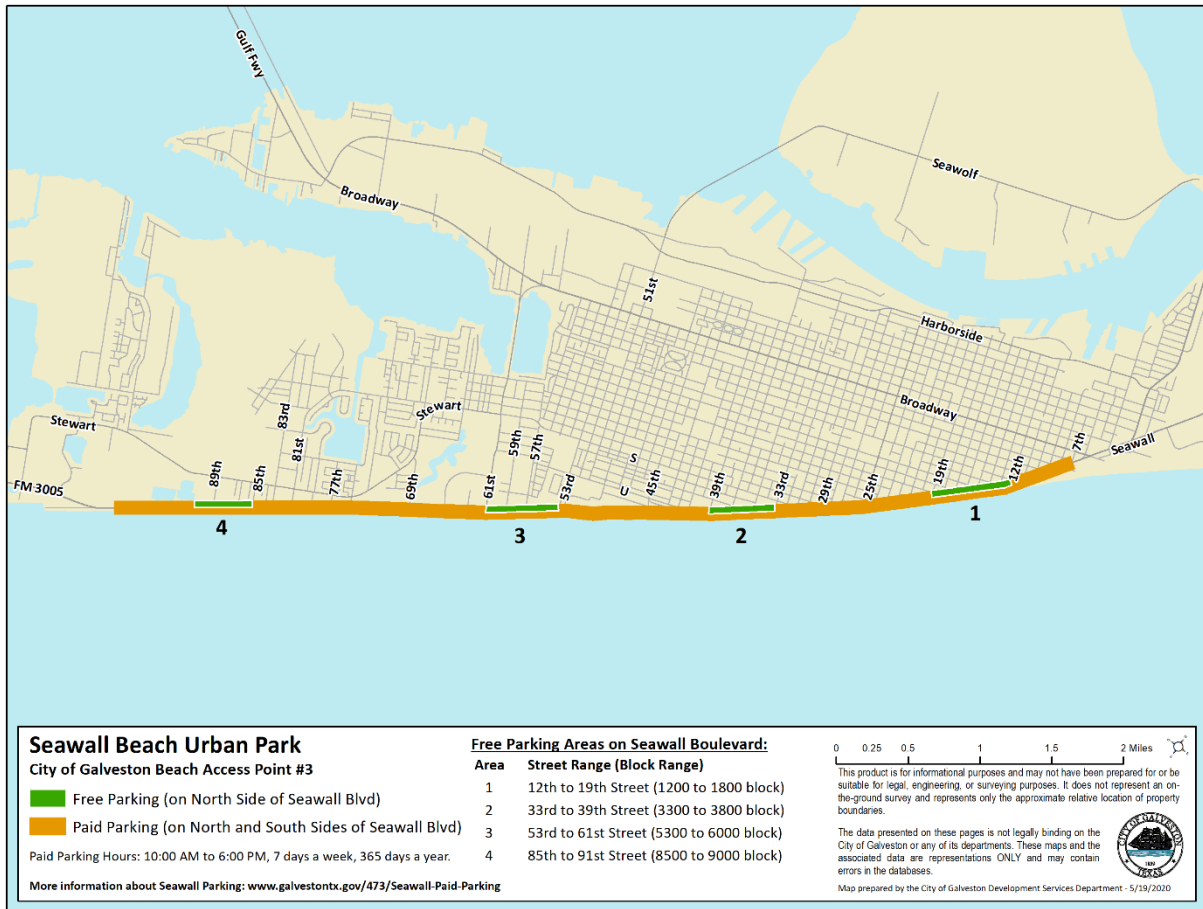 Gulf Fwy
Broadway
Seawolf
51st
Harborside
Broadway
Stewart
Stewart
83rd
81st
59th
57th
7th
Seawall
FM 3005
89th
85th
77th
69th
61st
53rd
S
U
45th
39th
33rd
29th
25th
19th
12th
4
3
2
1
Seawall Beach Urban Park
City of Galveston Beach Access Point #3
Free Parking (on North Side of Seawall Blvd)
Paid Parking (on North and South Sides of Seawall Blvd)
Paid Parking Hours: 10:00 AM to 6:00 PM, 7 days a week, 365 days a year.
More information about Seawall Parking: www.galvestontx.gov/473/Seawall-Paid-Parking
Free Parking Areas on Seawall Boulevard:
Area Street Range (Block Range)
1 12th to 19th Street (1200 to 1800 block)
2 33rd to 39th Street (3300 to 3800 block)
3 53rd to 61st Street (5300 to 6000 block)
4 85th to 91st Street (8500 to 9000 block)
0 0.25 0.5 1 1.5 2 Miles
This product is for informational purposes and may not have been prepared for or be
suitable for legal, engineering, or surveying purposes. It does not represent an on-
the-ground survey and represents only the approximate relative location of property
boundaries.
The data presented on these pages is not legally binding on the
City of Galveston or any of its departments. These maps and the
associated data are representations ONLY and may contain
errors in the databases.
Map prepared by the City of Galveston Development Services Department - 5/19/2020
CITY OF GALVESTON
1839
TEXAS